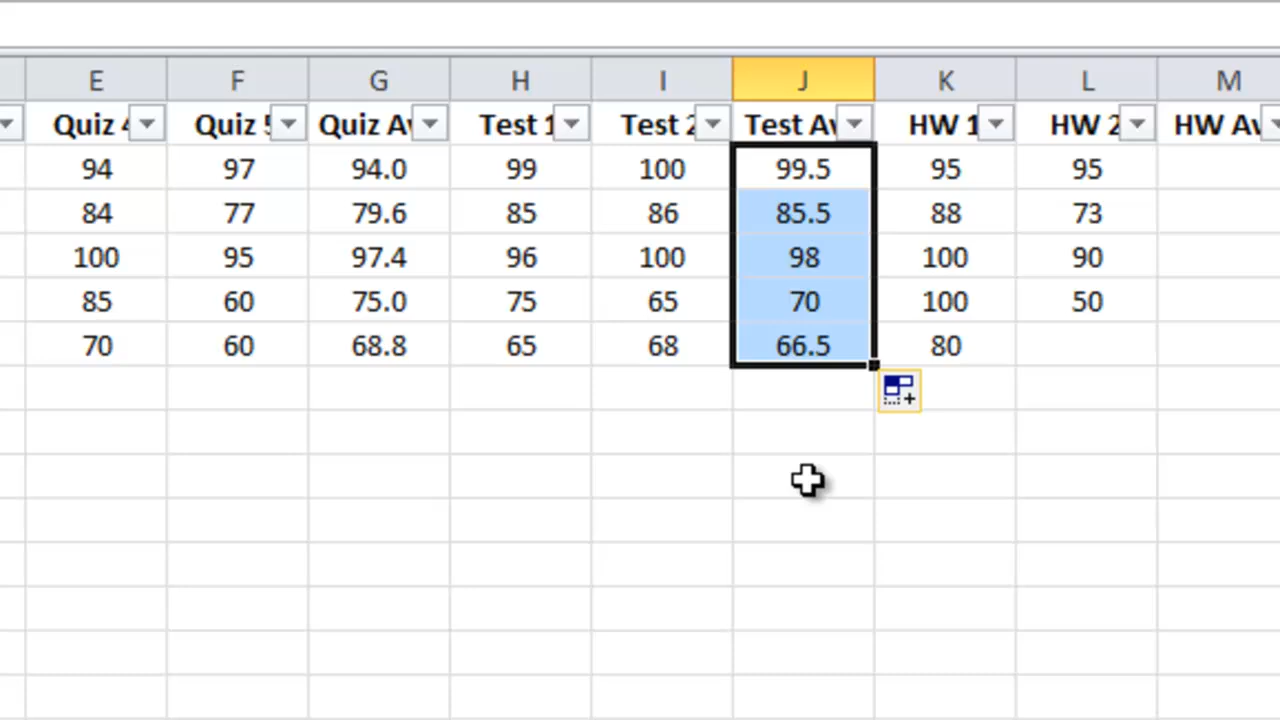 E F G H I J K L M
Quiz 4 Quiz 5 Quiz Av Test 1 Test 2 Test Av HW 1 HW 2 HW Av
94 97 94.0 99 100 99.5 95 95
84 77 79.6 85 86 85.5 88 73
100 95 97.4 96 100 98 100 90
85 60 75.0 75 65 70 100 50
70 60 68.8 65 68 66.5 80